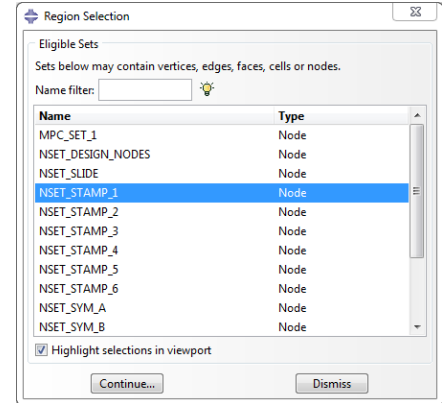 Region Selection
Eligible Sets
Sets below may contain vertices, edges, faces, cells or nodes.
Name filter:
Name Type
MPC_SET_1 Node
NSET_DESIGN_NODES Node
NSET_SLIDE Node
NSET_STAMP_1 Node
NSET_STAMP_2 Node
NSET_STAMP_3 Node
NSET_STAMP_4 Node
NSET_STAMP_5 Node
NSET_STAMP_6 Node
NSET_SYM_A Node
NSET_SYM_B Node
Highlight selections in viewport
Continue... Dismiss